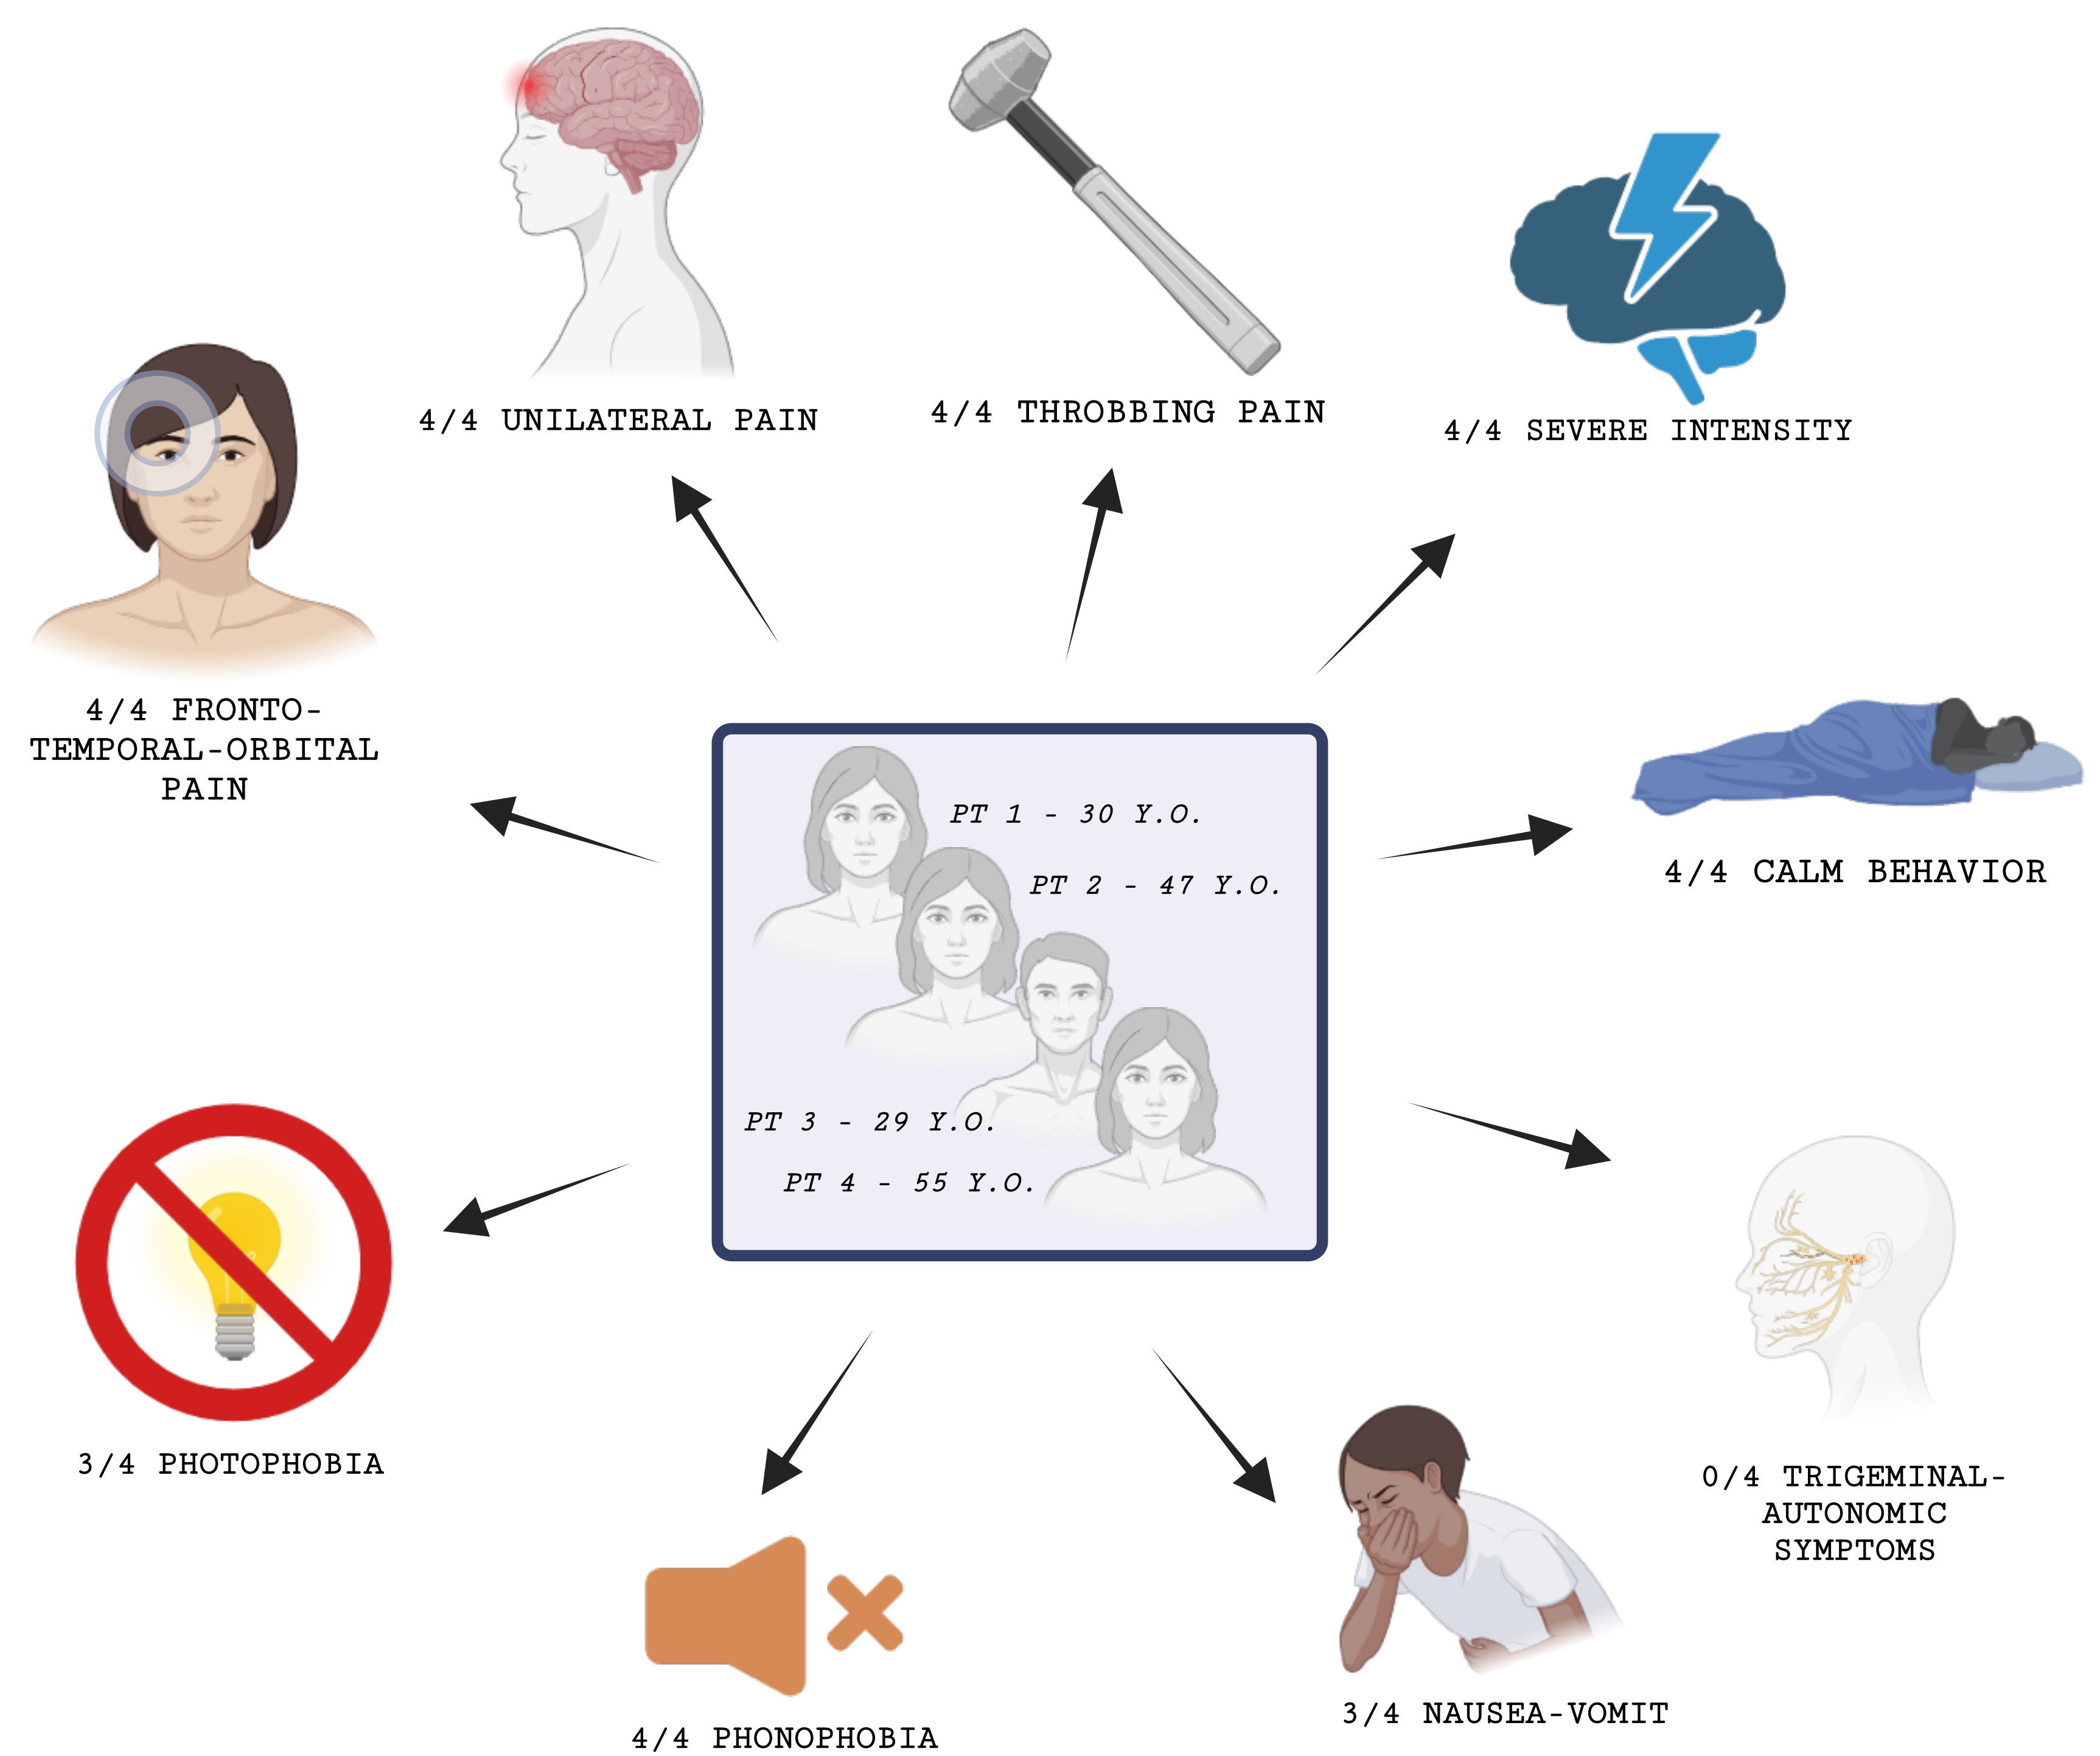 4/4 UNILATERAL PAIN
4/4 THROBBING PAIN
4/4 SEVERE INTENSITY
4/4 FRONTO-
TEMPORAL-ORBITAL
PAIN
PT 1 - 30 Y.O.
PT 2 - 47 Y.O.
4/4 CALM BEHAVIOR
PT 3 - 29 Y.O.
PT 4 - 55 Y.O.
3/4 PHOTOPHOBIA
0/4 TRIGEMINAL-
AUTONOMIC
SYMPTOMS
4/4 PHONOPHOBIA
3/4 NAUSEA-VOMIT